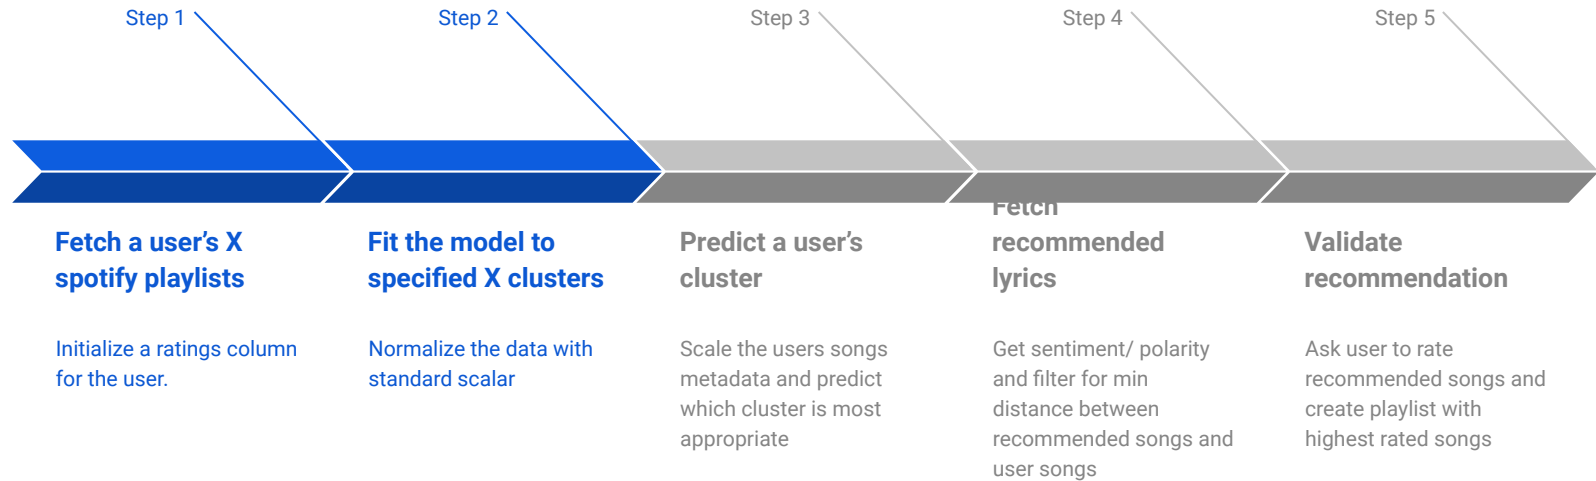 Step 1
Step 2
Step 3
Step 4
Step 5
Fetch a user's X
spotify playlists
Initialize a ratings column
for the user.
Fit the model to
specified X clusters
Normalize the data with
standard scalar
Predict a user's
cluster
Scale the users songs
metadata and predict
which cluster is most
appropriate
Fetch
recommended
lyrics
Get sentiment/ polarity
and filter for min
distance between
recommended songs and
user songs
Validate
recommendation
Ask user to rate
recommended songs and
create playlist with
highest rated songs